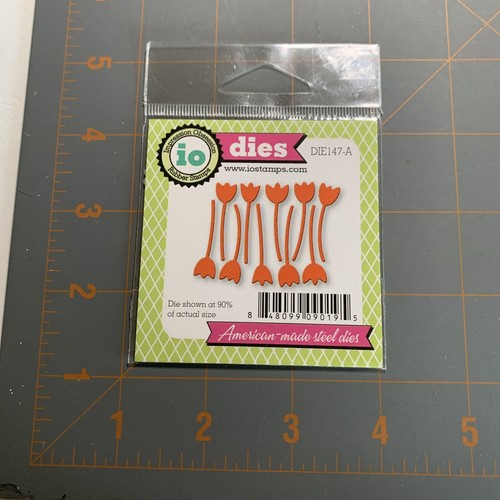 Impression Obsession
io
Rubber Stamps
dies
DIE147-A
www.iostamps.com
Die shown at 90%
of actual size
8 48099 09019 5
American-made steel dies
5
4
3
2
1
1 2 3 4 5